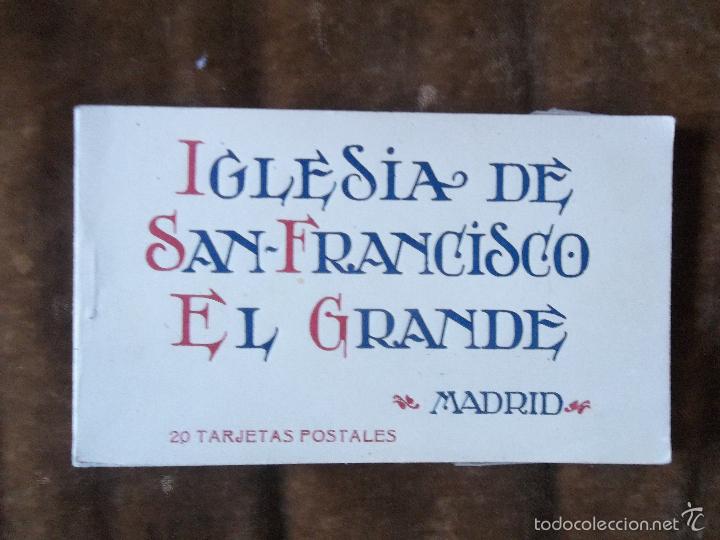 IGLESiA DE
SAN-FRANCiSCO
EL GRANDE
MADRID
20 TARJETAS POSTALES
todocoleccion.net